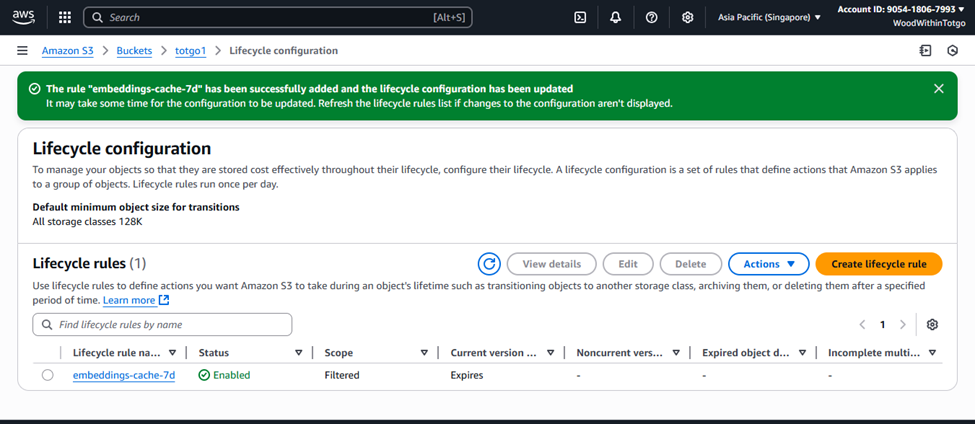 aws
Search
[Alt+S]
Asia Pacific (Singapore)
Account ID: 9054-1806-7993
WoodWithinTotgo
Amazon S3
Buckets
totgo1
Lifecycle configuration
The rule "embeddings-cache-7d" has been successfully added and the lifecycle configuration has been updated
It may take some time for the configuration to be updated. Refresh the lifecycle rules list if changes to the configuration aren't displayed.
Lifecycle configuration
To manage your objects so that they are stored cost effectively throughout their lifecycle, configure their lifecycle. A lifecycle configuration is a set of rules that define actions that Amazon S3 applies
to a group of objects. Lifecycle rules run once per day.
Default minimum object size for transitions
All storage classes 128K
Lifecycle rules (1)
View details
Edit
Delete
Actions
Create lifecycle rule
Use lifecycle rules to define actions you want Amazon S3 to take during an object's lifetime such as transitioning objects to another storage class, archiving them, or deleting them after a specified
period of time. Learn more
Find lifecycle rules by name
1
Lifecycle rule na... Status Scope Current version ... Noncurrent vers... Expired object d... Incomplete multi...
embeddings-cache-7d Enabled Filtered Expires - - -